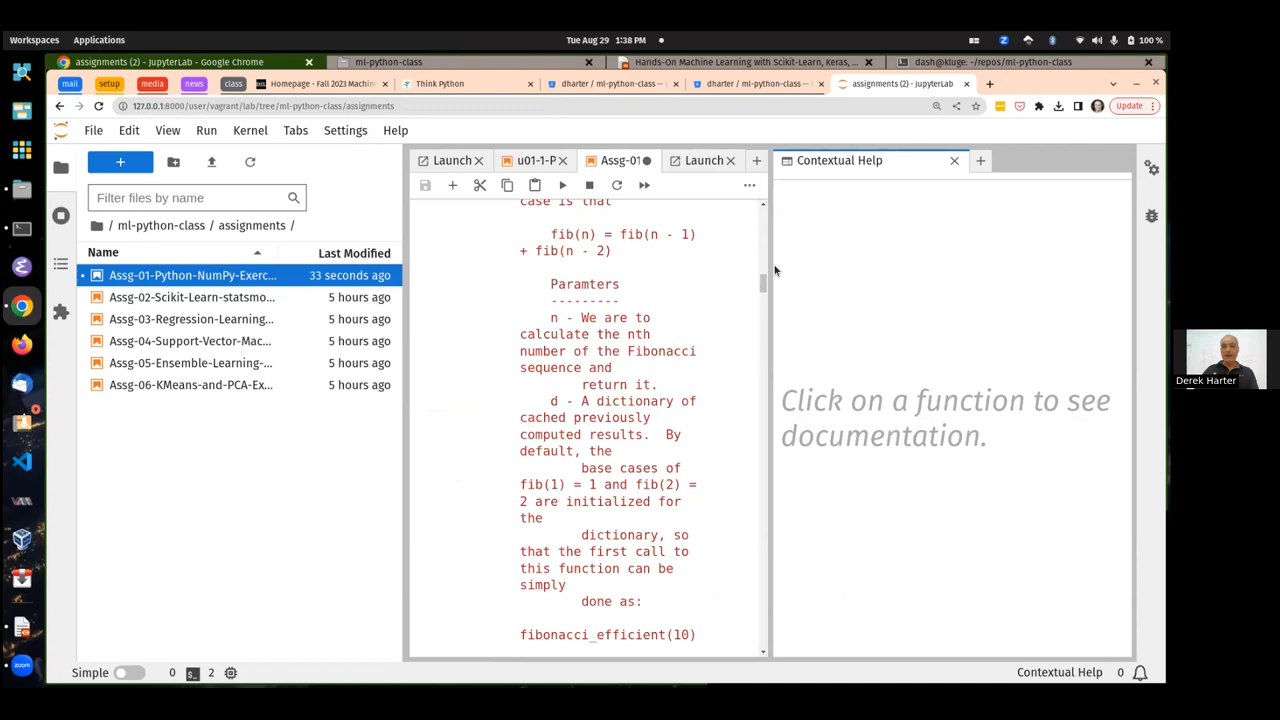 Workspaces Applications Tue Aug 29 1:38 PM 100 %
assignments (2) - JupyterLab - Google Chrome ml-python-class Hands-On Machine Learning with Scikit-Learn, Keras, ... dash@kluge: ~/repos/ml-python-class
mail setup media news class Homepage - Fall 2023 Machin Think Python dharter / ml-python-class — dharter / ml-python-class — assignments (2) - JupyterLab
127.0.0.1:8000/user/vagrant/lab/tree/ml-python-class/assignments Update
File Edit View Run Kernel Tabs Settings Help
Launch u01-1-P Assg-01 Launch Contextual Help
Filter files by name
/ ml-python-class / assignments /
Name Last Modified
Assg-01-Python-NumPy-Exerc... 33 seconds ago
Assg-02-Scikit-Learn-statsmo... 5 hours ago
Assg-03-Regression-Learning... 5 hours ago
Assg-04-Support-Vector-Mac... 5 hours ago
Assg-05-Ensemble-Learning-... 5 hours ago
Assg-06-KMeans-and-PCA-Ex... 5 hours ago
case is that
fib(n) = fib(n - 1)
+ fib(n - 2)
Paramters
---------
n - We are to
calculate the nth
number of the Fibonacci
sequence and
return it.
d - A dictionary of
cached previously
computed results. By
default, the
base cases of
fib(1) = 1 and fib(2) =
2 are initialized for
the
dictionary, so
that the first call to
this function can be
simply
done as:
fibonacci_efficient(10)
Click on a function to see
documentation.
Derek Harter
Simple 0 2 Contextual Help 0
zoom